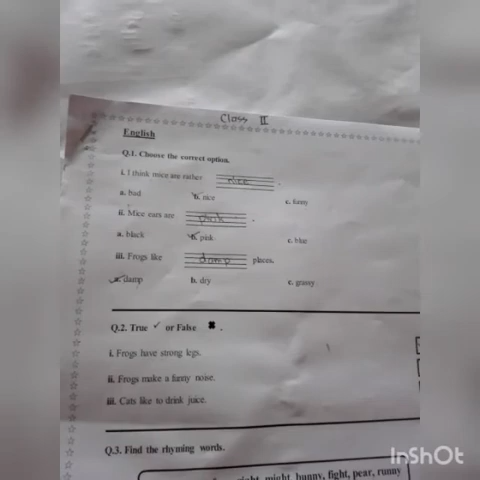 Class II
English
Q.1. Choose the correct option.
i. I think mice are rather nice.
a. bad b. nice c. funny
ii. Mice ears are pink.
a. black b. pink c. blue
iii. Frogs like damp places.
a. damp b. dry c. grassy
Q.2. True ✓ or False ✖ .
i. Frogs have strong legs.
ii. Frogs make a funny noise.
iii. Cats like to drink juice.
Q.3. Find the rhyming words.
might, bunny, fight, pear, runny
InShOt